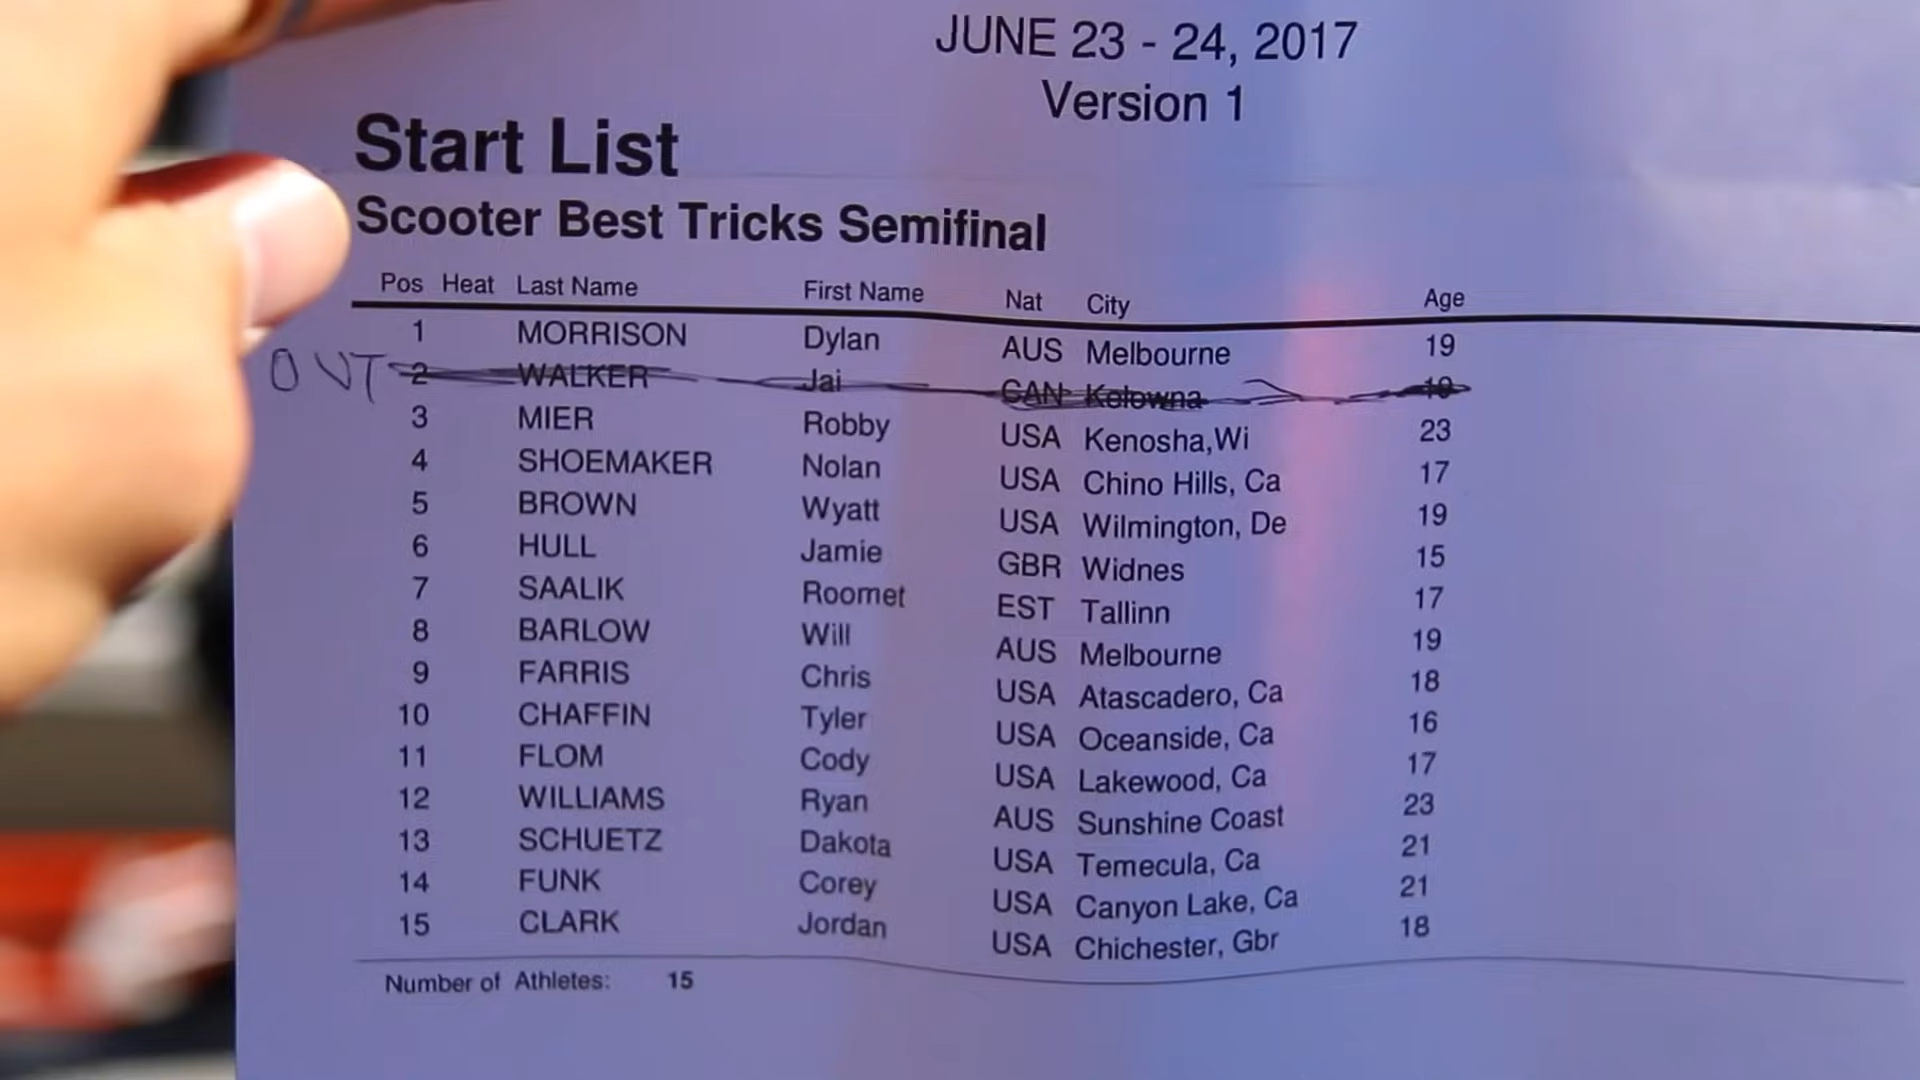 JUNE 23 - 24, 2017
Version 1
Start List
Scooter Best Tricks Semifinal
Pos Heat Last Name First Name Nat City Age
1 MORRISON Dylan AUS Melbourne 19
OUT 2 WALKER Jai CAN Kelowna 19
3 MIER Robby USA Kenosha,Wi 23
4 SHOEMAKER Nolan USA Chino Hills, Ca 17
5 BROWN Wyatt USA Wilmington, De 19
6 HULL Jamie GBR Widnes 15
7 SAALIK Roomet EST Tallinn 17
8 BARLOW Will AUS Melbourne 19
9 FARRIS Chris USA Atascadero, Ca 18
10 CHAFFIN Tyler USA Oceanside, Ca 16
11 FLOM Cody USA Lakewood, Ca 17
12 WILLIAMS Ryan AUS Sunshine Coast 23
13 SCHUETZ Dakota USA Temecula, Ca 21
14 FUNK Corey USA Canyon Lake, Ca 21
15 CLARK Jordan USA Chichester, Gbr 18
Number of Athletes: 15